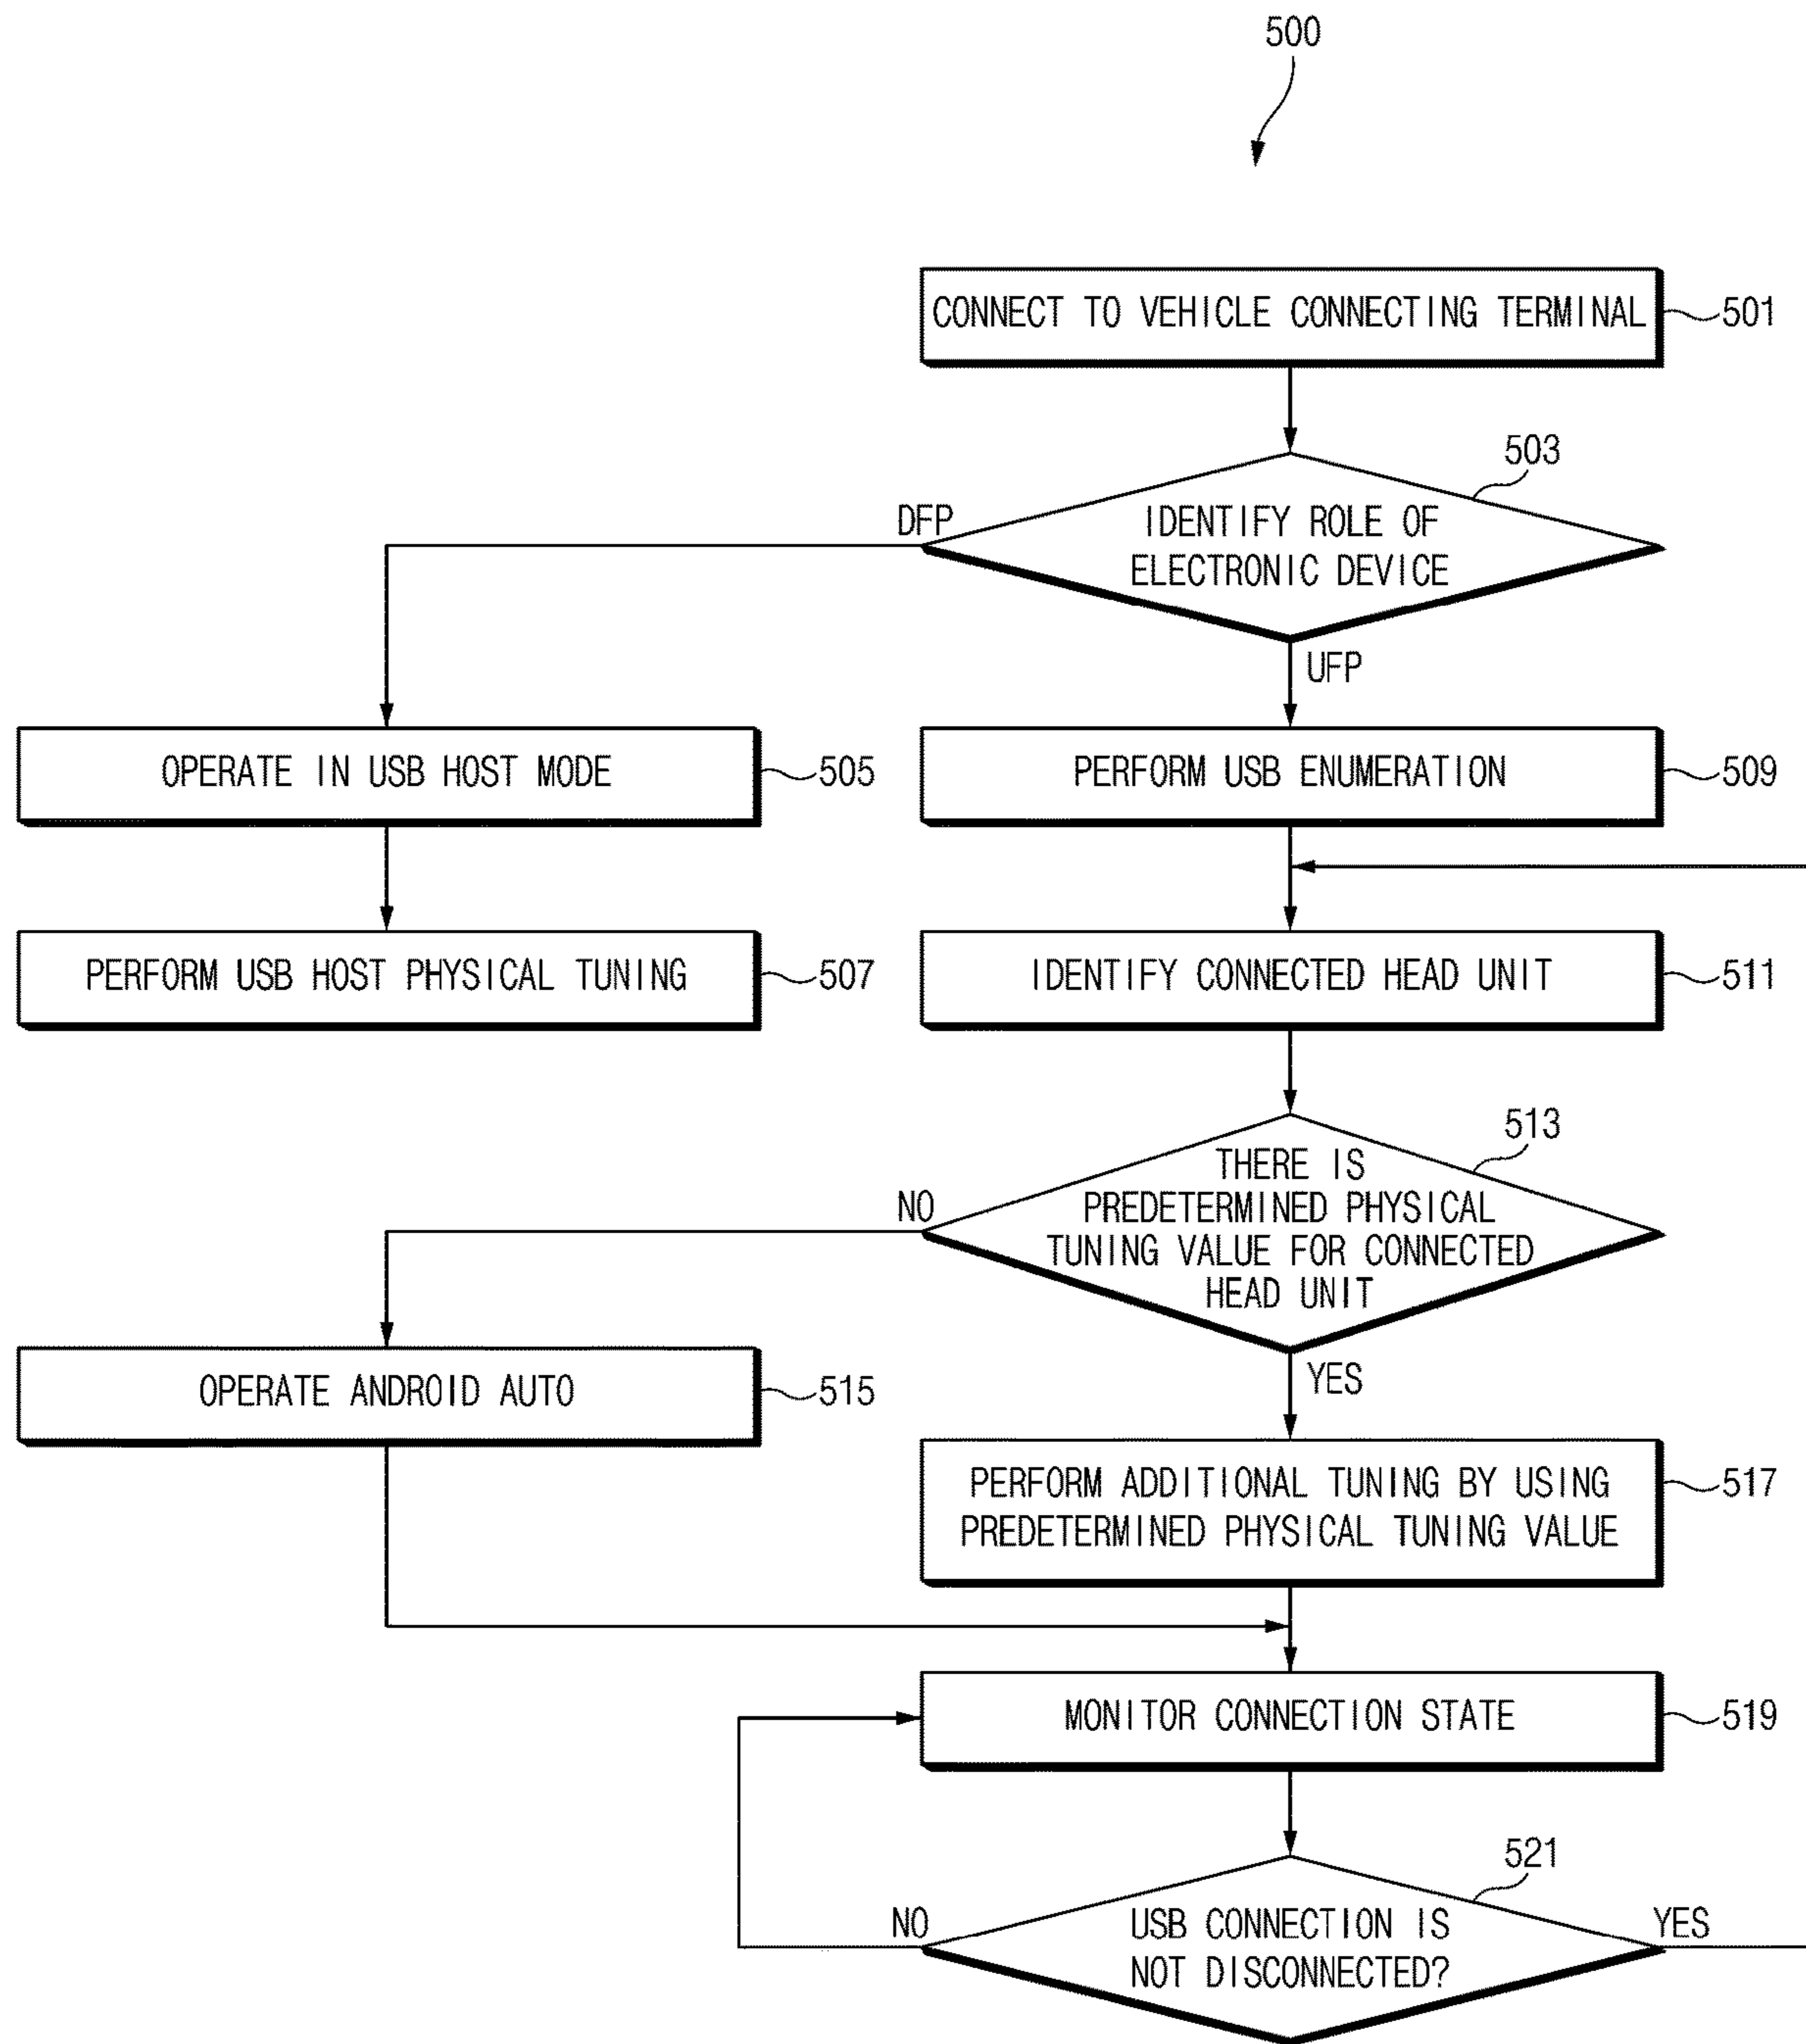 500
CONNECT TO VEHICLE CONNECTING TERMINAL
501
503
DFP
IDENTIFY ROLE OF
ELECTRONIC DEVICE
UFP
OPERATE IN USB HOST MODE
505
PERFORM USB ENUMERATION
509
PERFORM USB HOST PHYSICAL TUNING
507
IDENTIFY CONNECTED HEAD UNIT
511
513
NO
THERE IS
PREDETERMINED PHYSICAL
TUNING VALUE FOR CONNECTED
HEAD UNIT
YES
OPERATE ANDROID AUTO
515
PERFORM ADDITIONAL TUNING BY USING
PREDETERMINED PHYSICAL TUNING VALUE
517
MONITOR CONNECTION STATE
519
521
NO
USB CONNECTION IS
NOT DISCONNECTED?
YES